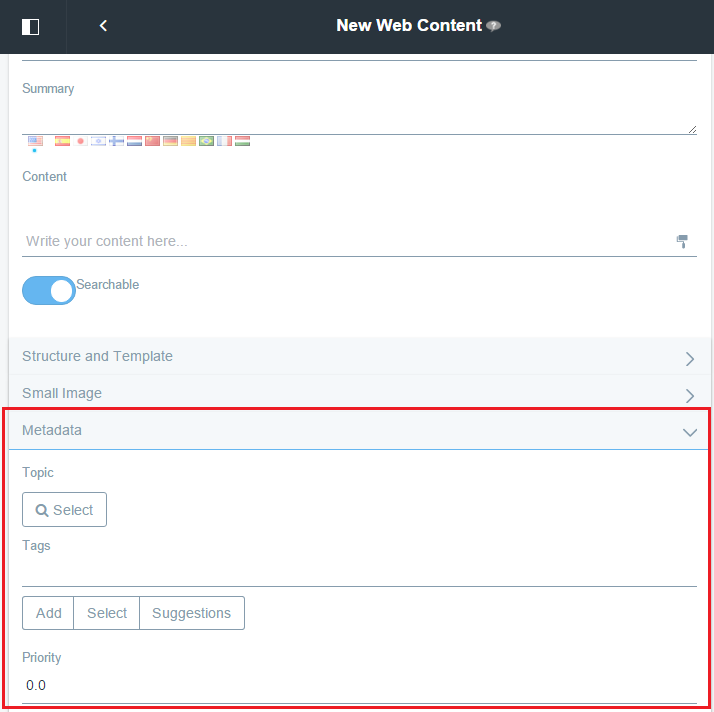 New Web Content
Summary
Content
Write your content here...
Searchable
Structure and Template
Small Image
Metadata
Topic
Select
Tags
Add Select Suggestions
Priority
0.0